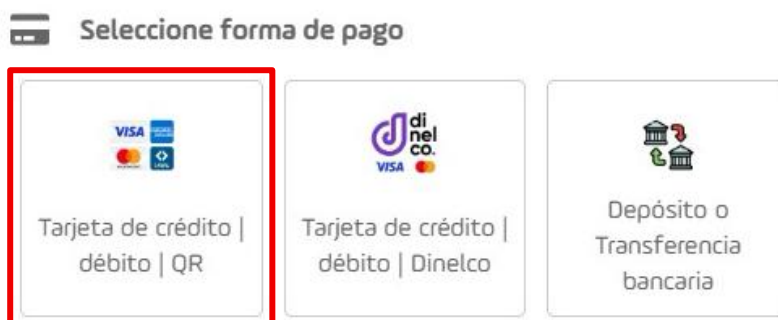 Seleccione forma de pago
VISA
Tarjeta de crédito |
débito | QR
di
nel
co.
VISA
Tarjeta de crédito |
débito | Dinelco
Depósito o
Transferencia
bancaria